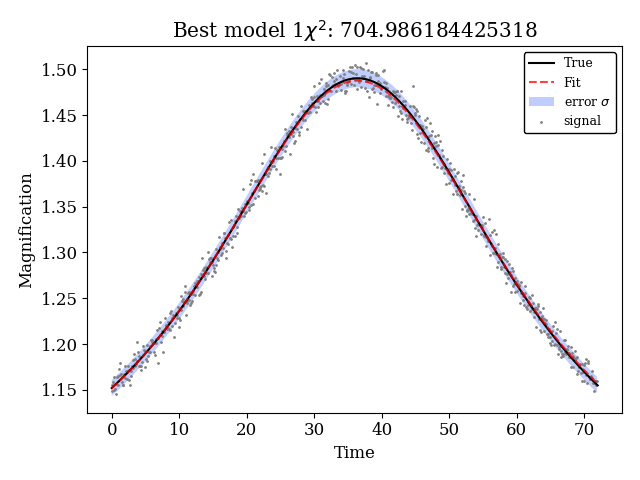 Best model 1χ²: 704.986184425318
Magnification
1.50
1.45
1.40
1.35
1.30
1.25
1.20
1.15
True
Fit
error σ
signal
0 10 20 30 40 50 60 70
Time